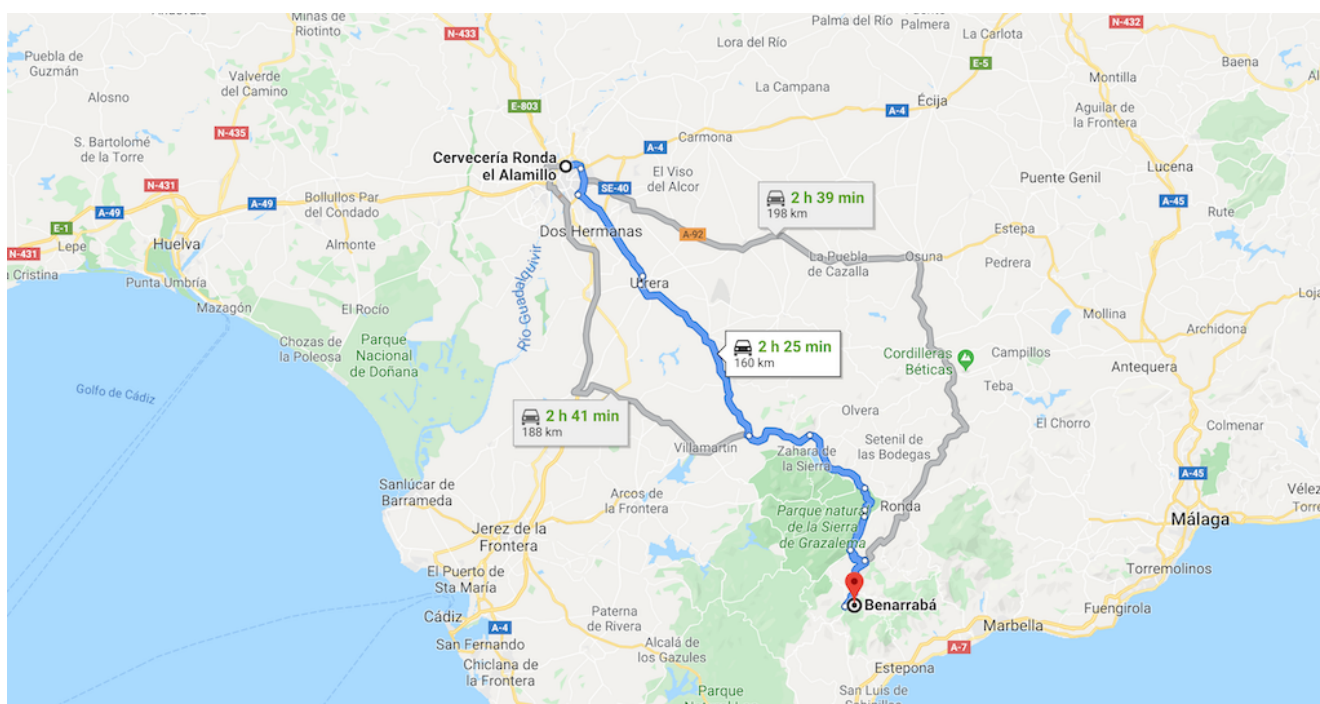 Minas de
Riotinto
N-433
Palma del Río
Puente
Palmera
La Carlota
N-432
Puebla de
Guzmán
Valverde
del Camino
Lora del Río
E-5
Montilla
Baena
Alosno
E-803
La Campana
A-4
Écija
Aguilar de
la Frontera
S. Bartolomé
de la Torre
N-435
Carmona
A-4
Cervecería Ronda
el Alamillo
El Viso
del Alcor
Lucena
N-431
A-49
Bollullos Par
del Condado
SE-40
2 h 39 min
198 km
Puente Genil
A-45
A-49
E-1
Lepe
Huelva
Almonte
Dos Hermanas
A-92
Estepa
Rute
N-431
a Cristina
Punta Umbría
La Puebla
de Cazalla
Osuna
Pedrera
Mazagón
El Rocío
Río Guadalquivir
Utrera
Loja
Chozas de
la Poleosa
Parque
Nacional
de Doñana
Mollina
Archidona
2 h 25 min
160 km
Cordilleras
Béticas
Campillos
Teba
Antequera
Golfo de Cádiz
2 h 41 min
188 km
Olvera
El Chorro
Colmenar
Villamartin
Zahara de
la Sierra
Setenil de
las Bodegas
A-45
Sanlúcar de
Barrameda
Arcos de
la Frontera
Parque natura
de la Sierra
de Grazalema
Ronda
Vélez
Torre
Jerez de la
Frontera
Málaga
El Puerto de
Sta María
Torremolinos
Cádiz
A-4
Paterna
de Rivera
Benarrabá
Fuengirola
San Fernando
Marbella
Chiclana de
la Frontera
Alcalá de
los Gazules
A-7
Estepona
Parque
San Luis de